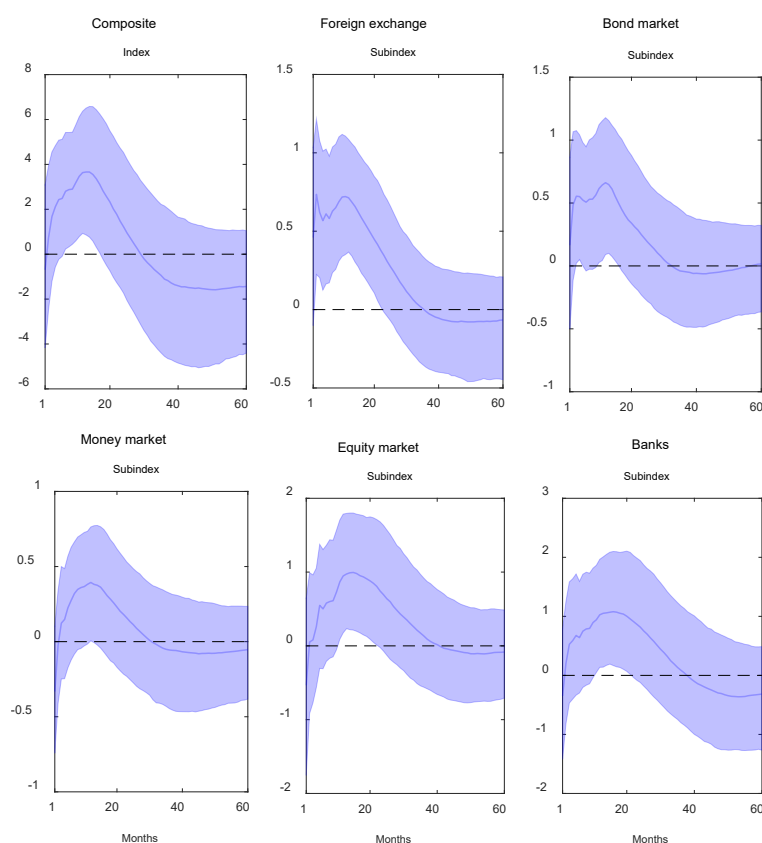 Composite
Index
8
6
4
2
0
-2
-4
-6
1 20 40 60
Foreign exchange
Subindex
1.5
1
0.5
0
-0.5
1 20 40 60
Bond market
Subindex
1.5
1
0.5
0
-0.5
-1
1 20 40 60
Money market
Subindex
1
0.5
0
-0.5
-1
1 20 40 60
Months
Equity market
Subindex
2
1
0
-1
-2
1 20 40 60
Months
Banks
Subindex
3
2
1
0
-1
-2
1 20 40 60
Months